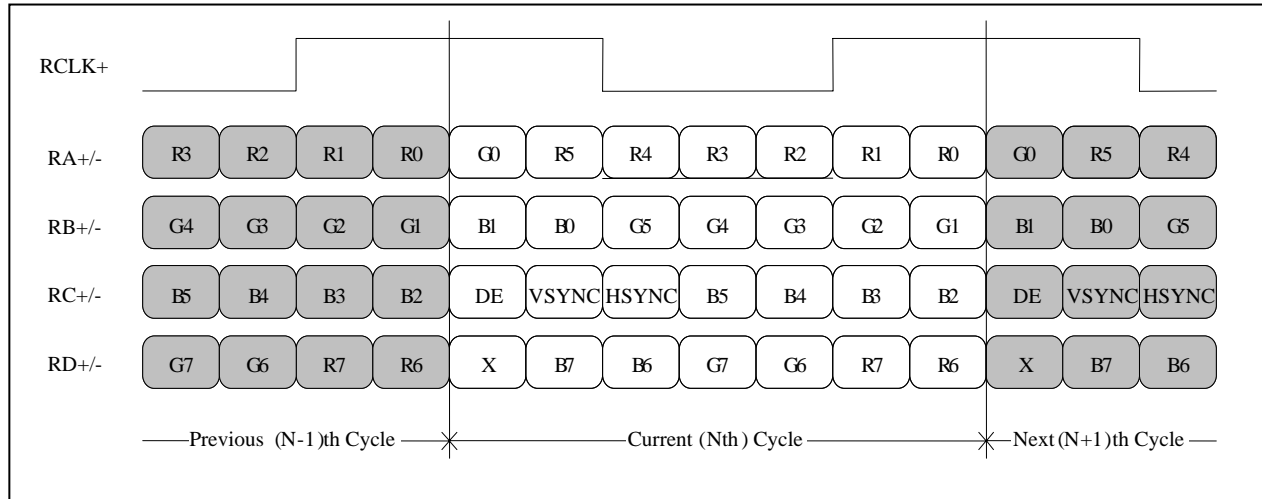 RCLK+
RA+/- R3 R2 R1 R0 G0 R5 R4 R3 R2 R1 R0 G0 R5 R4
RB+/- G4 G3 G2 G1 B1 B0 G5 G4 G3 G2 G1 B1 B0 G5
RC+/- B5 B4 B3 B2 DE VSYNC HSYNC B5 B4 B3 B2 DE VSYNC HSYNC
RD+/- G7 G6 R7 R6 X B7 B6 G7 G6 R7 R6 X B7 B6
Previous (N-1)th Cycle Current (Nth) Cycle Next (N+1)th Cycle